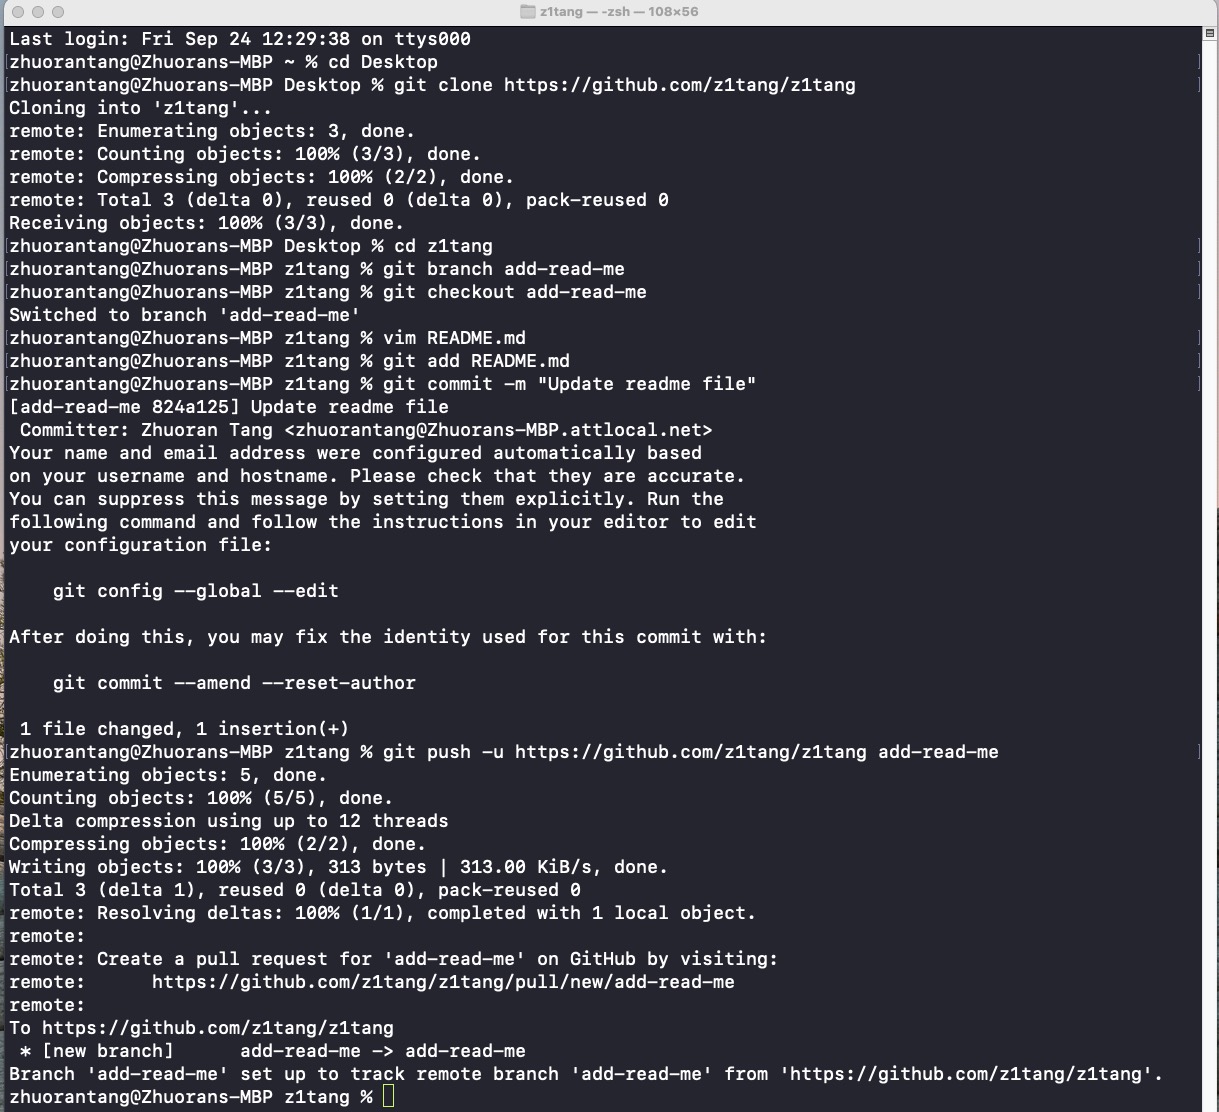 z1tang — -zsh — 108×56
Last login: Fri Sep 24 12:29:38 on ttys000
zhuorantang@Zhuorans-MBP ~ % cd Desktop
zhuorantang@Zhuorans-MBP Desktop % git clone https://github.com/z1tang/z1tang
Cloning into 'z1tang'...
remote: Enumerating objects: 3, done.
remote: Counting objects: 100% (3/3), done.
remote: Compressing objects: 100% (2/2), done.
remote: Total 3 (delta 0), reused 0 (delta 0), pack-reused 0
Receiving objects: 100% (3/3), done.
zhuorantang@Zhuorans-MBP Desktop % cd z1tang
zhuorantang@Zhuorans-MBP z1tang % git branch add-read-me
zhuorantang@Zhuorans-MBP z1tang % git checkout add-read-me
Switched to branch 'add-read-me'
zhuorantang@Zhuorans-MBP z1tang % vim README.md
zhuorantang@Zhuorans-MBP z1tang % git add README.md
zhuorantang@Zhuorans-MBP z1tang % git commit -m "Update readme file"
[add-read-me 824a125] Update readme file
 Committer: Zhuoran Tang <zhuorantang@Zhuorans-MBP.attlocal.net>
Your name and email address were configured automatically based
on your username and hostname. Please check that they are accurate.
You can suppress this message by setting them explicitly. Run the
following command and follow the instructions in your editor to edit
your configuration file:

    git config --global --edit

After doing this, you may fix the identity used for this commit with:

    git commit --amend --reset-author

 1 file changed, 1 insertion(+)
zhuorantang@Zhuorans-MBP z1tang % git push -u https://github.com/z1tang/z1tang add-read-me
Enumerating objects: 5, done.
Counting objects: 100% (5/5), done.
Delta compression using up to 12 threads
Compressing objects: 100% (2/2), done.
Writing objects: 100% (3/3), 313 bytes | 313.00 KiB/s, done.
Total 3 (delta 1), reused 0 (delta 0), pack-reused 0
remote: Resolving deltas: 100% (1/1), completed with 1 local object.
remote:
remote: Create a pull request for 'add-read-me' on GitHub by visiting:
remote:      https://github.com/z1tang/z1tang/pull/new/add-read-me
remote:
To https://github.com/z1tang/z1tang
 * [new branch]      add-read-me -> add-read-me
Branch 'add-read-me' set up to track remote branch 'add-read-me' from 'https://github.com/z1tang/z1tang'.
zhuorantang@Zhuorans-MBP z1tang %